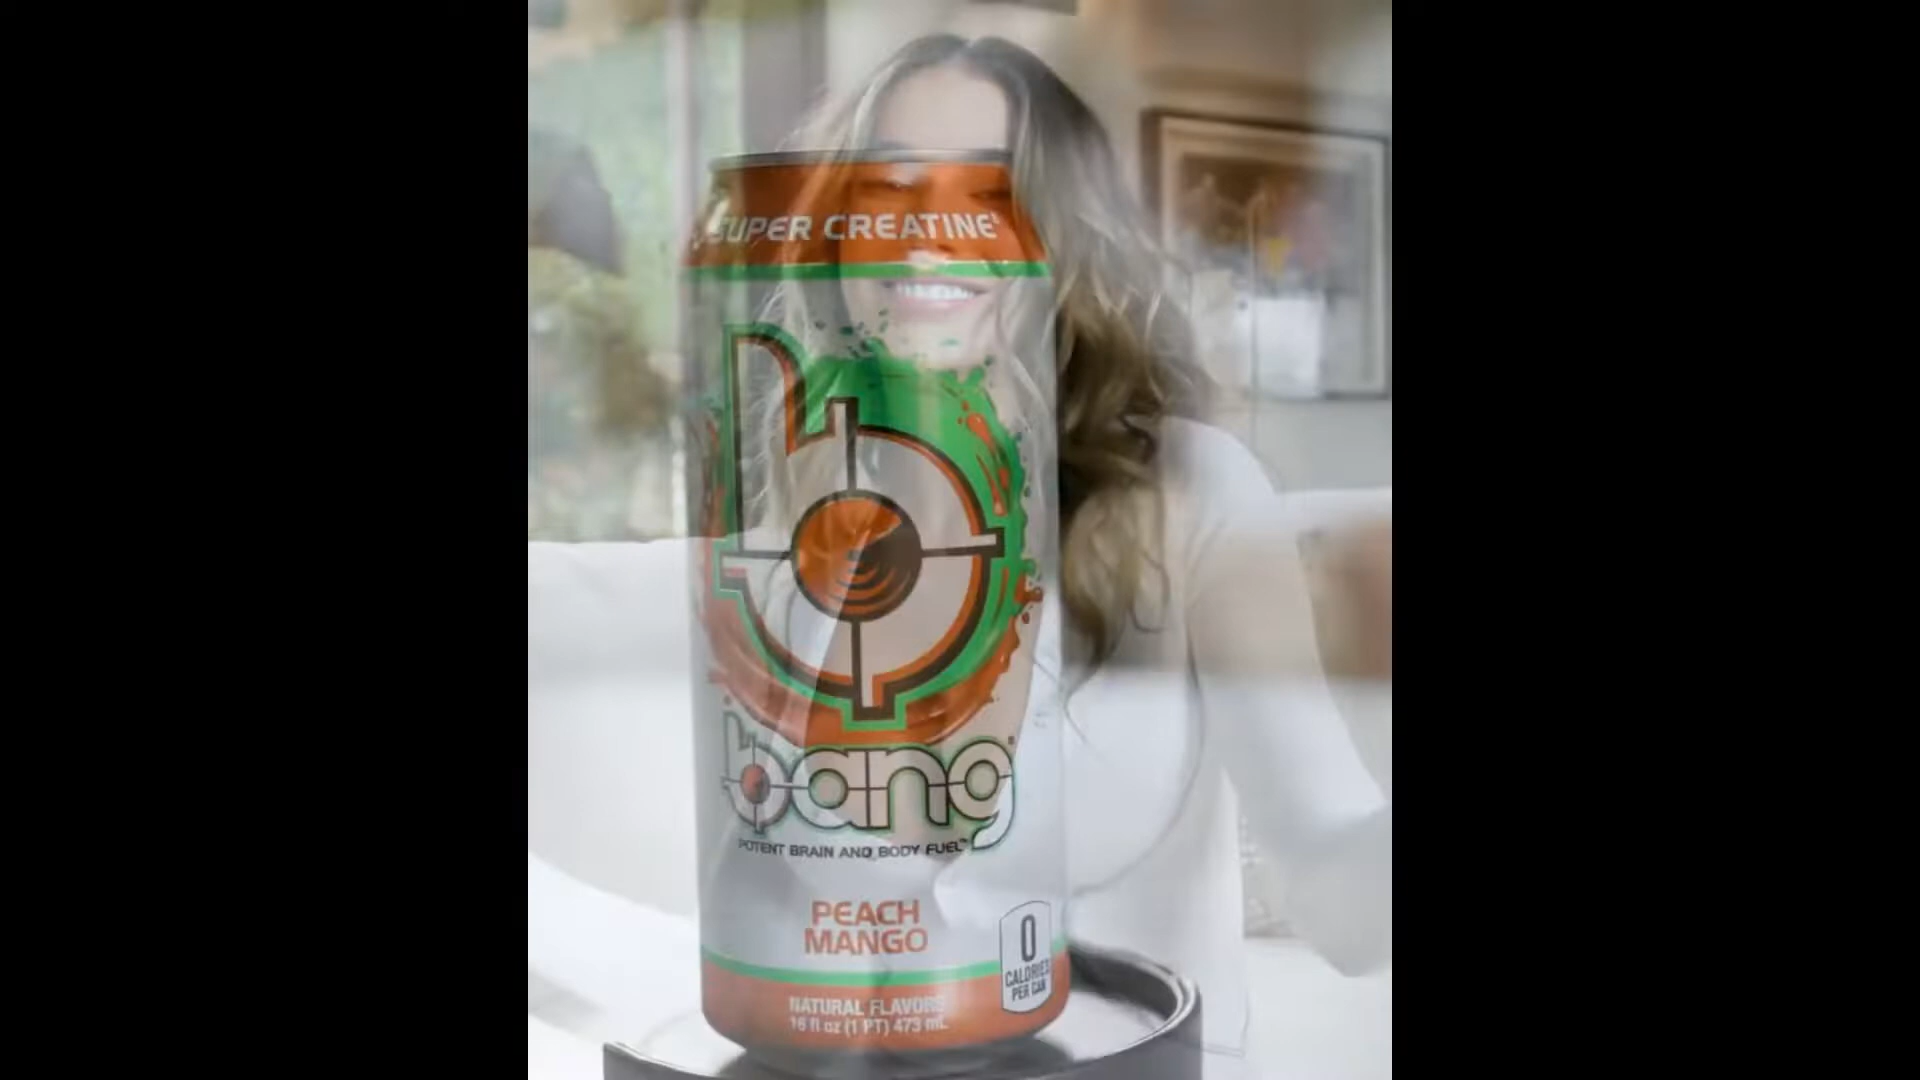 SUPER CREATINE
bang
POTENT BRAIN AND BODY FUEL™
PEACH
MANGO
0
CALORIES
PER CAN
NATURAL FLAVORS
16 fl oz (1 PT) 473 mL